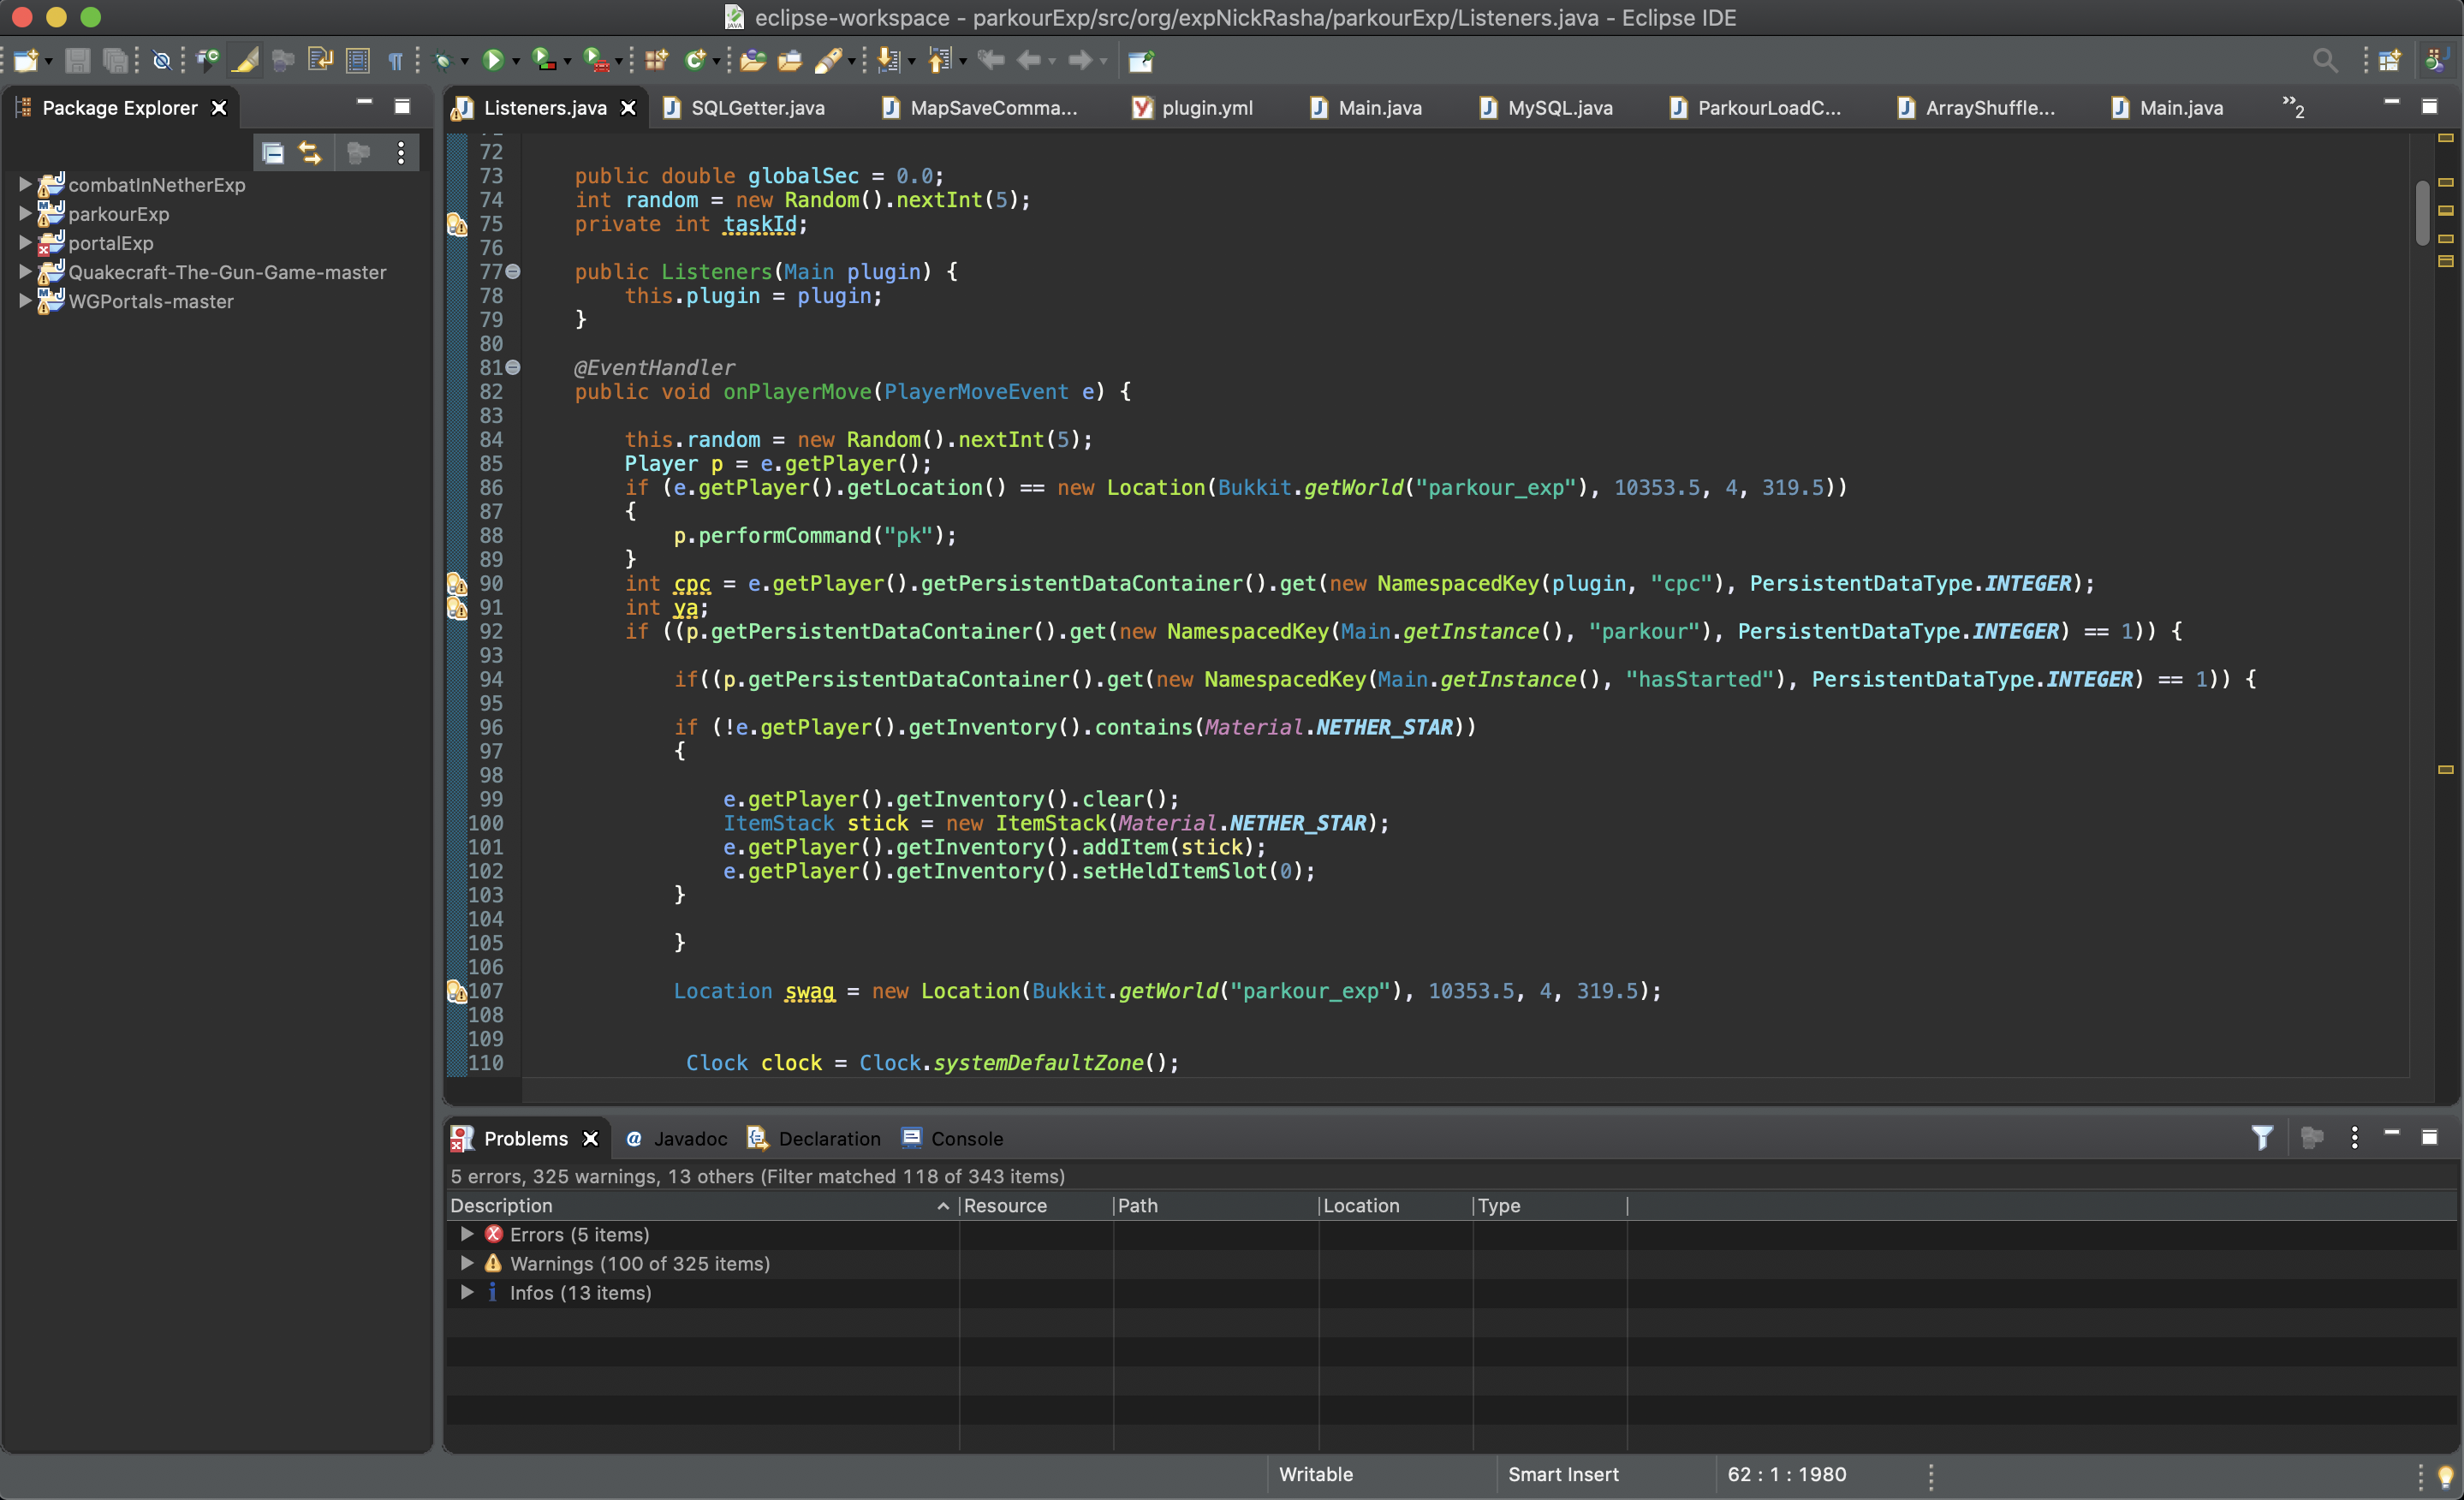 eclipse-workspace - parkourExp/src/org/expNickRasha/parkourExp/Listeners.java - Eclipse IDE
Package Explorer
combatInNetherExp
parkourExp
portalExp
Quakecraft-The-Gun-Game-master
WGPortals-master
Listeners.java SQLGetter.java MapSaveComma... plugin.yml Main.java MySQL.java ParkourLoadC... ArrayShuffle... Main.java »2
72
73 public double globalSec = 0.0;
74 int random = new Random().nextInt(5);
75 private int taskId;
76
77 public Listeners(Main plugin) {
78 this.plugin = plugin;
79 }
80
81 @EventHandler
82 public void onPlayerMove(PlayerMoveEvent e) {
83
84 this.random = new Random().nextInt(5);
85 Player p = e.getPlayer();
86 if (e.getPlayer().getLocation() == new Location(Bukkit.getWorld("parkour_exp"), 10353.5, 4, 319.5))
87 {
88 p.performCommand("pk");
89 }
90 int cpc = e.getPlayer().getPersistentDataContainer().get(new NamespacedKey(plugin, "cpc"), PersistentDataType.INTEGER);
91 int ya;
92 if ((p.getPersistentDataContainer().get(new NamespacedKey(Main.getInstance(), "parkour"), PersistentDataType.INTEGER) == 1)) {
93
94 if((p.getPersistentDataContainer().get(new NamespacedKey(Main.getInstance(), "hasStarted"), PersistentDataType.INTEGER) == 1)) {
95
96 if (!e.getPlayer().getInventory().contains(Material.NETHER_STAR))
97 {
98
99 e.getPlayer().getInventory().clear();
100 ItemStack stick = new ItemStack(Material.NETHER_STAR);
101 e.getPlayer().getInventory().addItem(stick);
102 e.getPlayer().getInventory().setHeldItemSlot(0);
103 }
104
105 }
106
107 Location swag = new Location(Bukkit.getWorld("parkour_exp"), 10353.5, 4, 319.5);
108
109
110 Clock clock = Clock.systemDefaultZone();
Problems @ Javadoc Declaration Console
5 errors, 325 warnings, 13 others (Filter matched 118 of 343 items)
Description Resource Path Location Type
Errors (5 items)
Warnings (100 of 325 items)
Infos (13 items)
Writable Smart Insert 62 : 1 : 1980